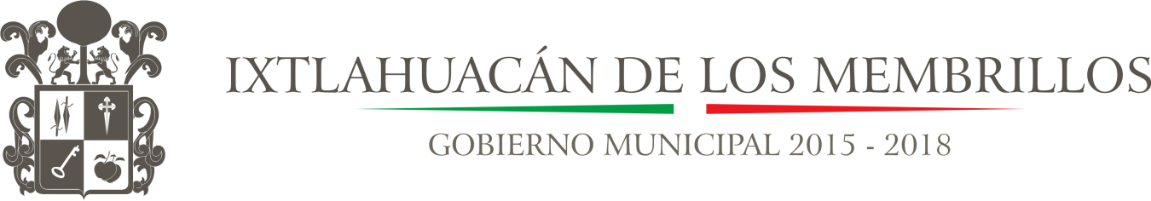 IXTLAHUACÁN DE LOS MEMBRILLOS
GOBIERNO MUNICIPAL 2015 - 2018